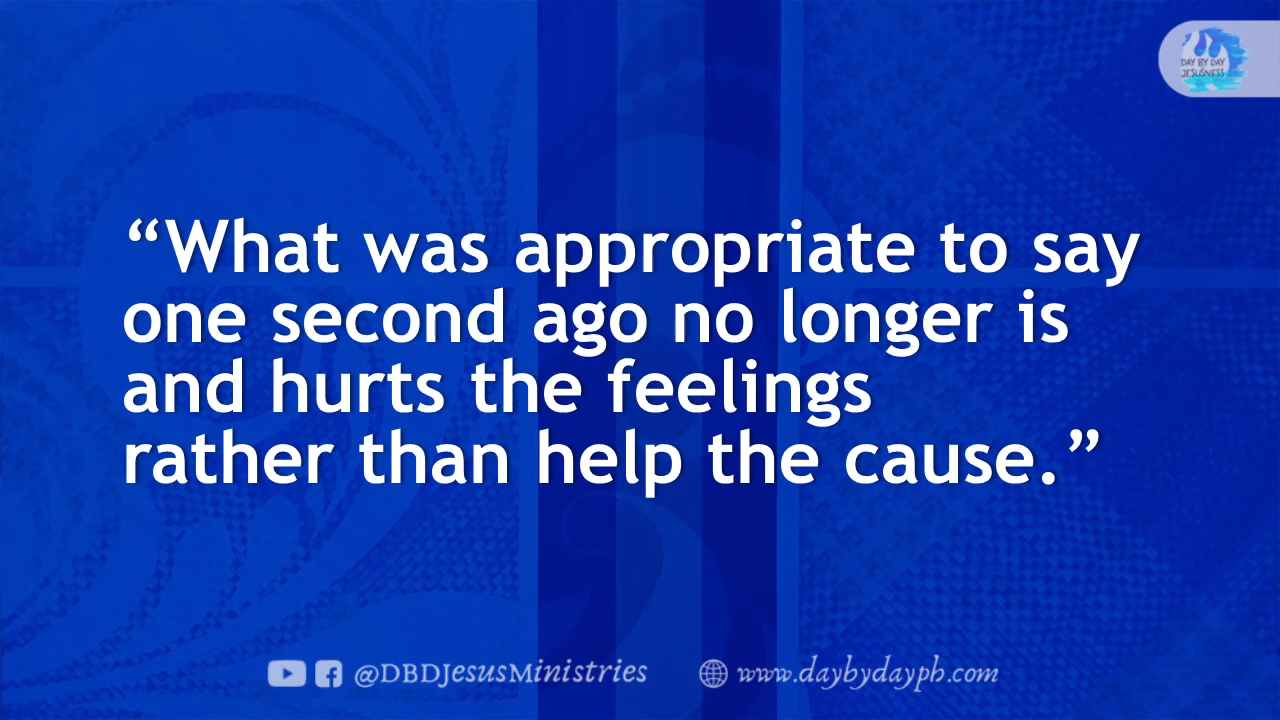 DAY BY DAY
JESUSNESS
“What was appropriate to say
one second ago no longer is
and hurts the feelings
rather than help the cause.”
@DBDJesusMinistries
www.daybydayph.com